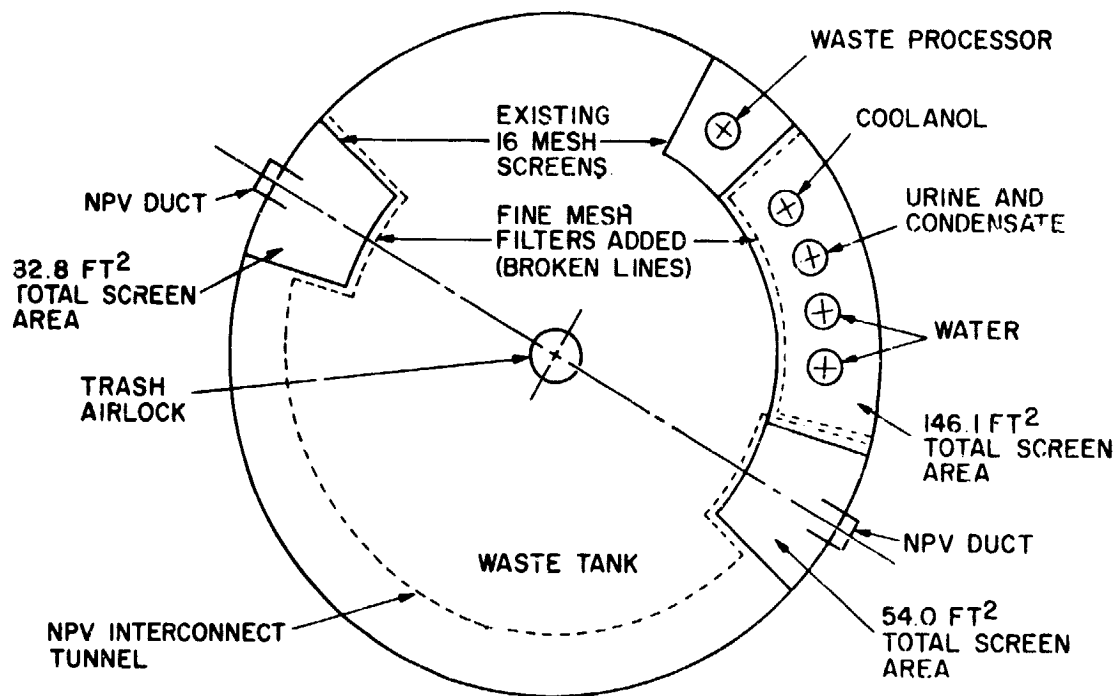 WASTE PROCESSOR
EXISTING
16 MESH
SCREENS
COOLANOL
NPV DUCT
URINE AND
CONDENSATE
FINE MESH
FILTERS ADDED
(BROKEN LINES)
32.8 FT²
TOTAL SCREEN
AREA
WATER
TRASH
AIRLOCK
146.1 FT²
TOTAL SCREEN
AREA
WASTE TANK
NPV DUCT
NPV INTERCONNECT
TUNNEL
54.0 FT²
TOTAL SCREEN
AREA